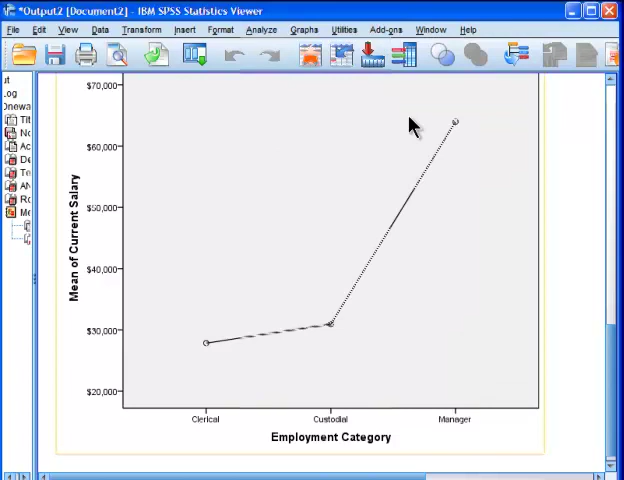 *Output2 [Document2] - IBM SPSS Statistics Viewer
File Edit View Data Transform Insert Format Analyze Graphs Utilities Add-ons Window Help
Log
$70,000
$60,000
$50,000
$40,000
$30,000
$20,000
Mean of Current Salary
Clerical Custodial Manager
Employment Category